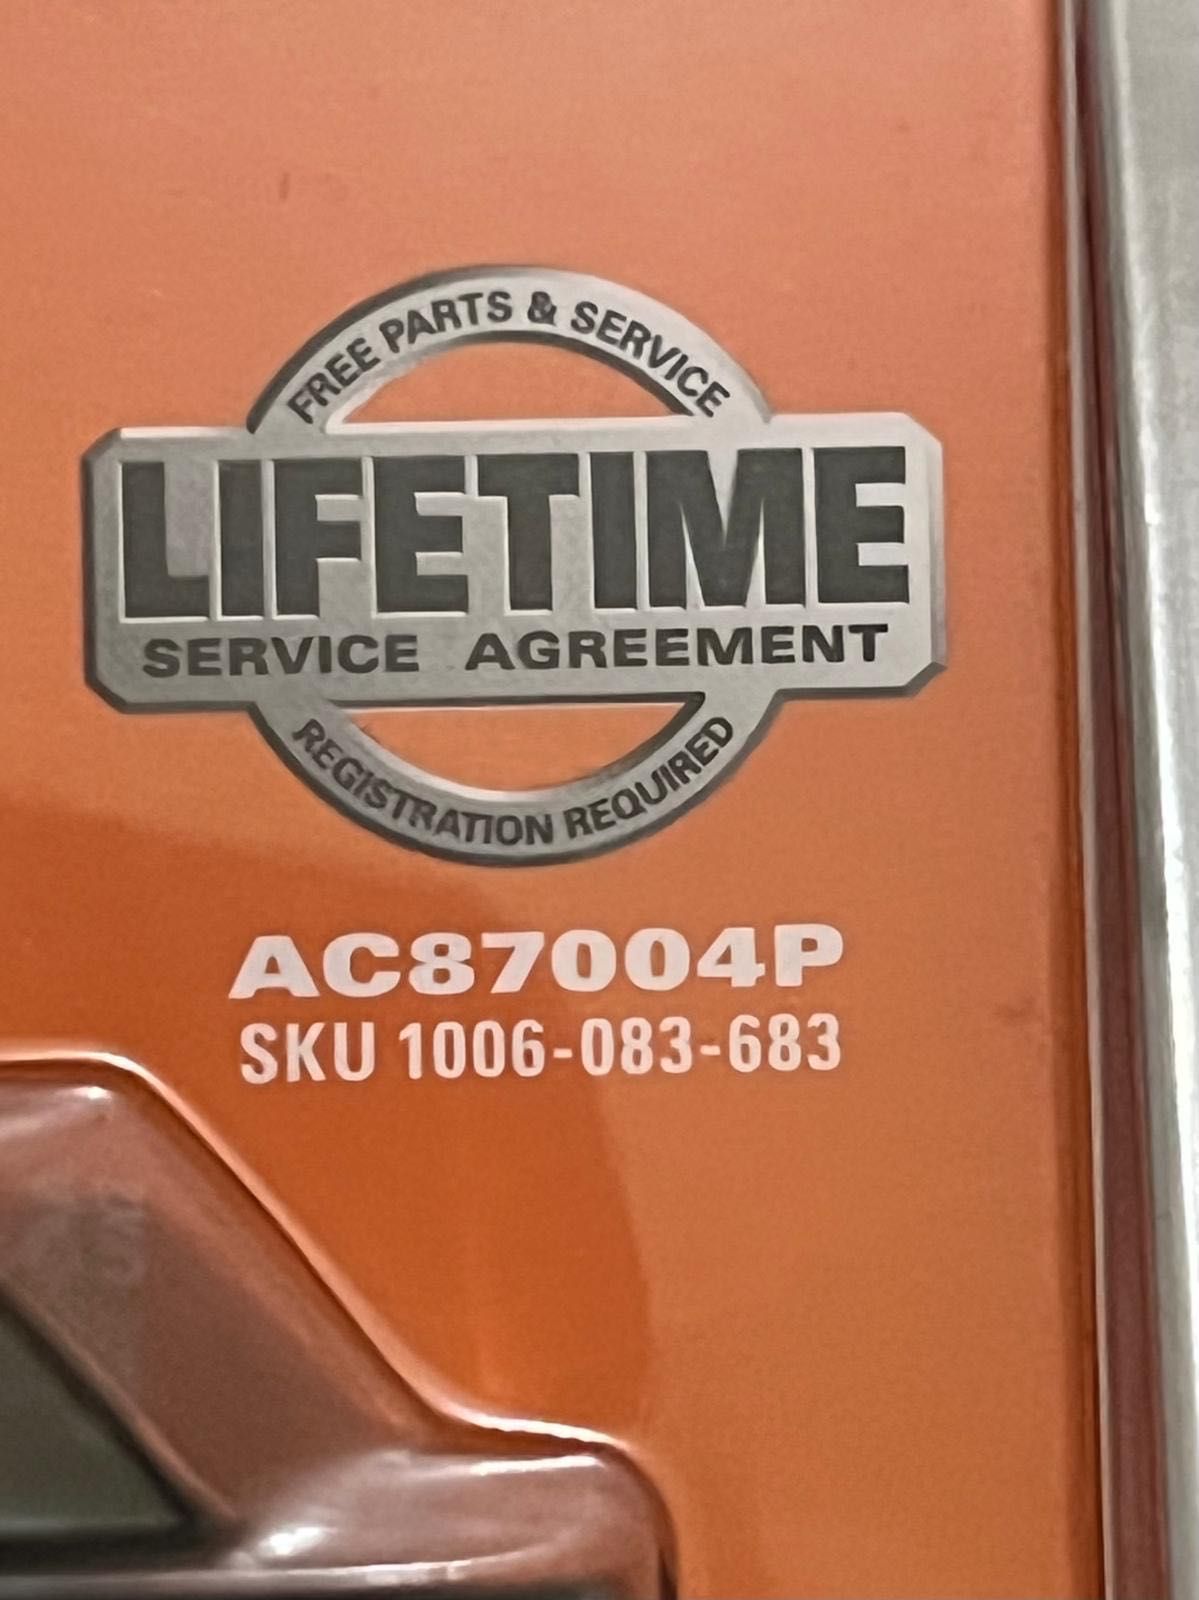 FREE PARTS & SERVICE
LIFETIME
SERVICE AGREEMENT
REGISTRATION REQUIRED
AC87004P
SKU 1006-083-683